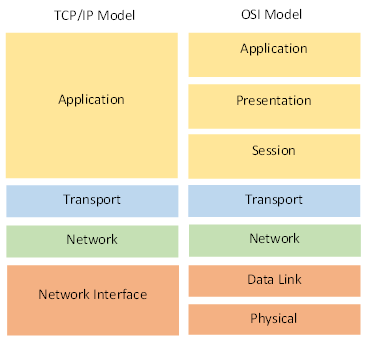 TCP/IP Model
Application
Transport
Network
Network Interface
OSI Model
Application
Presentation
Session
Transport
Network
Data Link
Physical